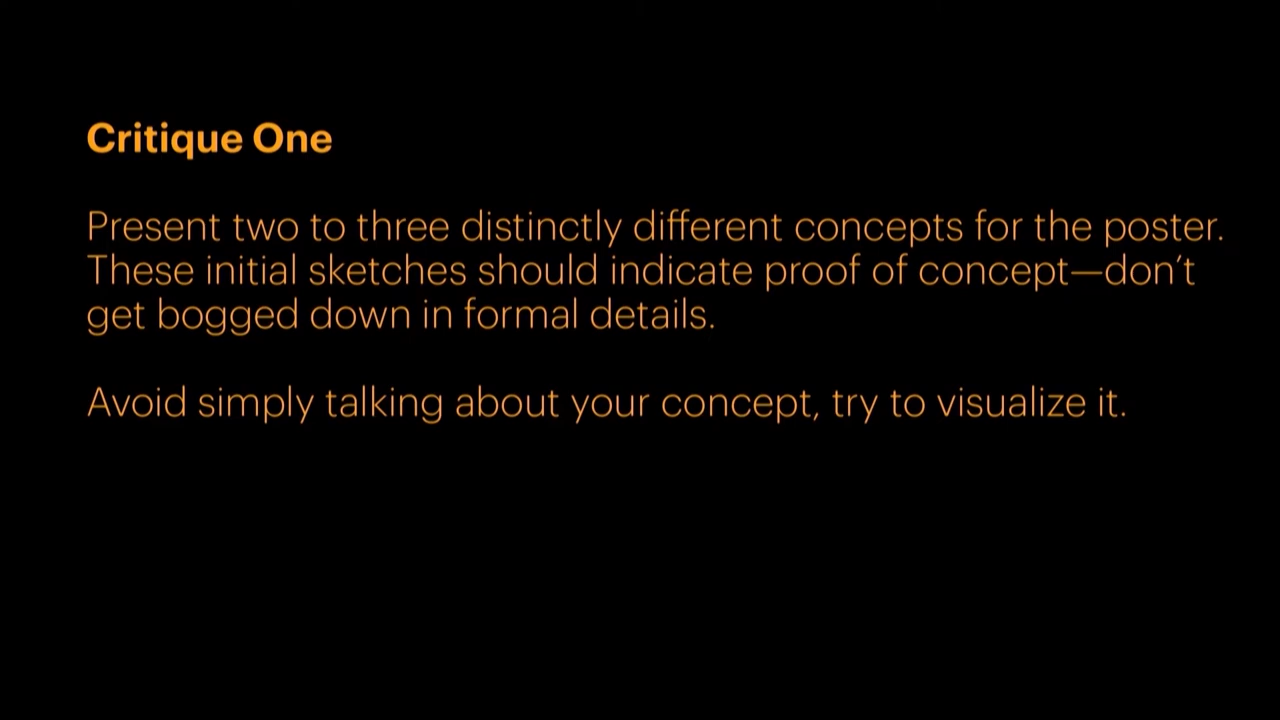 Critique One
Present two to three distinctly different concepts for the poster.
These initial sketches should indicate proof of concept—don’t
get bogged down in formal details.
Avoid simply talking about your concept, try to visualize it.